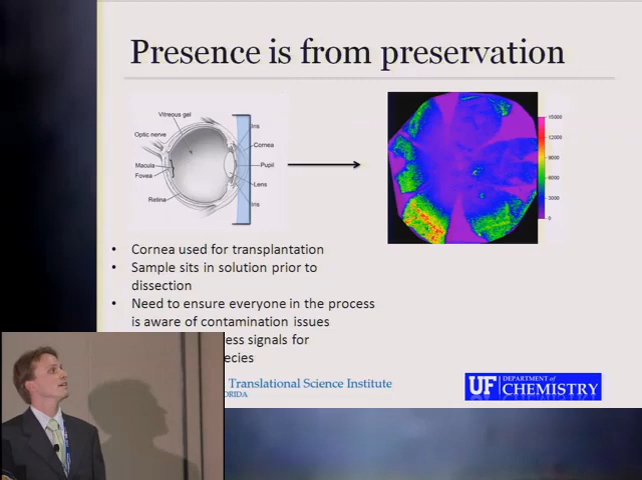 Presence is from preservation
Vitreous gel
Optic nerve
Iris
Cornea
Macula
Pupil
Fovea
Lens
Retina
Iris
15000
12000
9000
6000
3000
0
• Cornea used for transplantation
• Sample sits in solution prior to
dissection
• Need to ensure everyone in the process
is aware of contamination issues
ess signals for
ecies
Translational Science Institute
ORIDA
UF DEPARTMENT of
CHEMISTRY